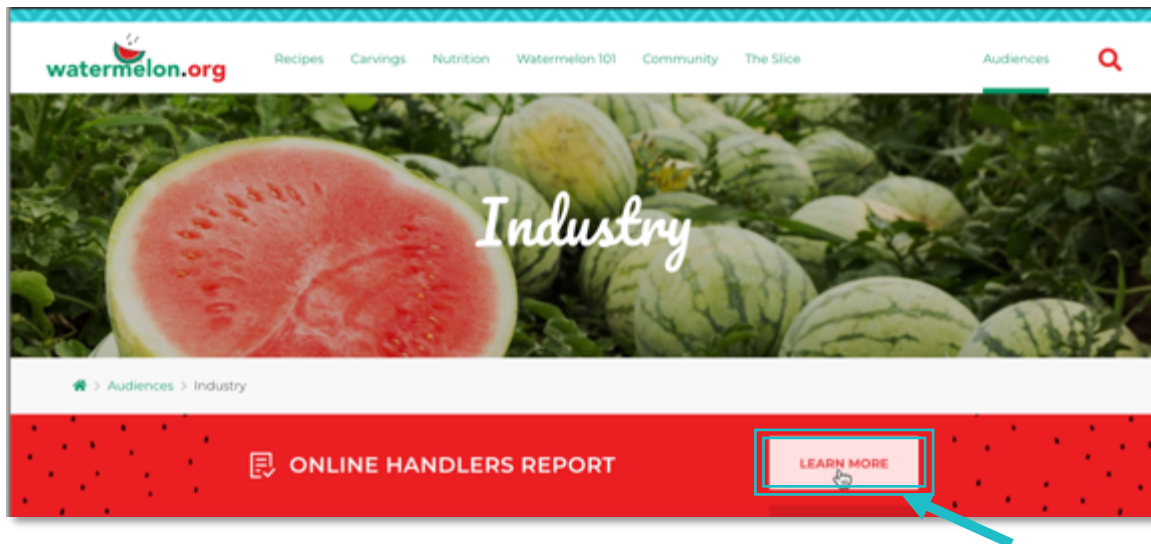 watermelon.org
Recipes Carvings Nutrition Watermelon 101 Community The Slice Audiences
Industry
> Audiences > Industry
ONLINE HANDLERS REPORT LEARN MORE